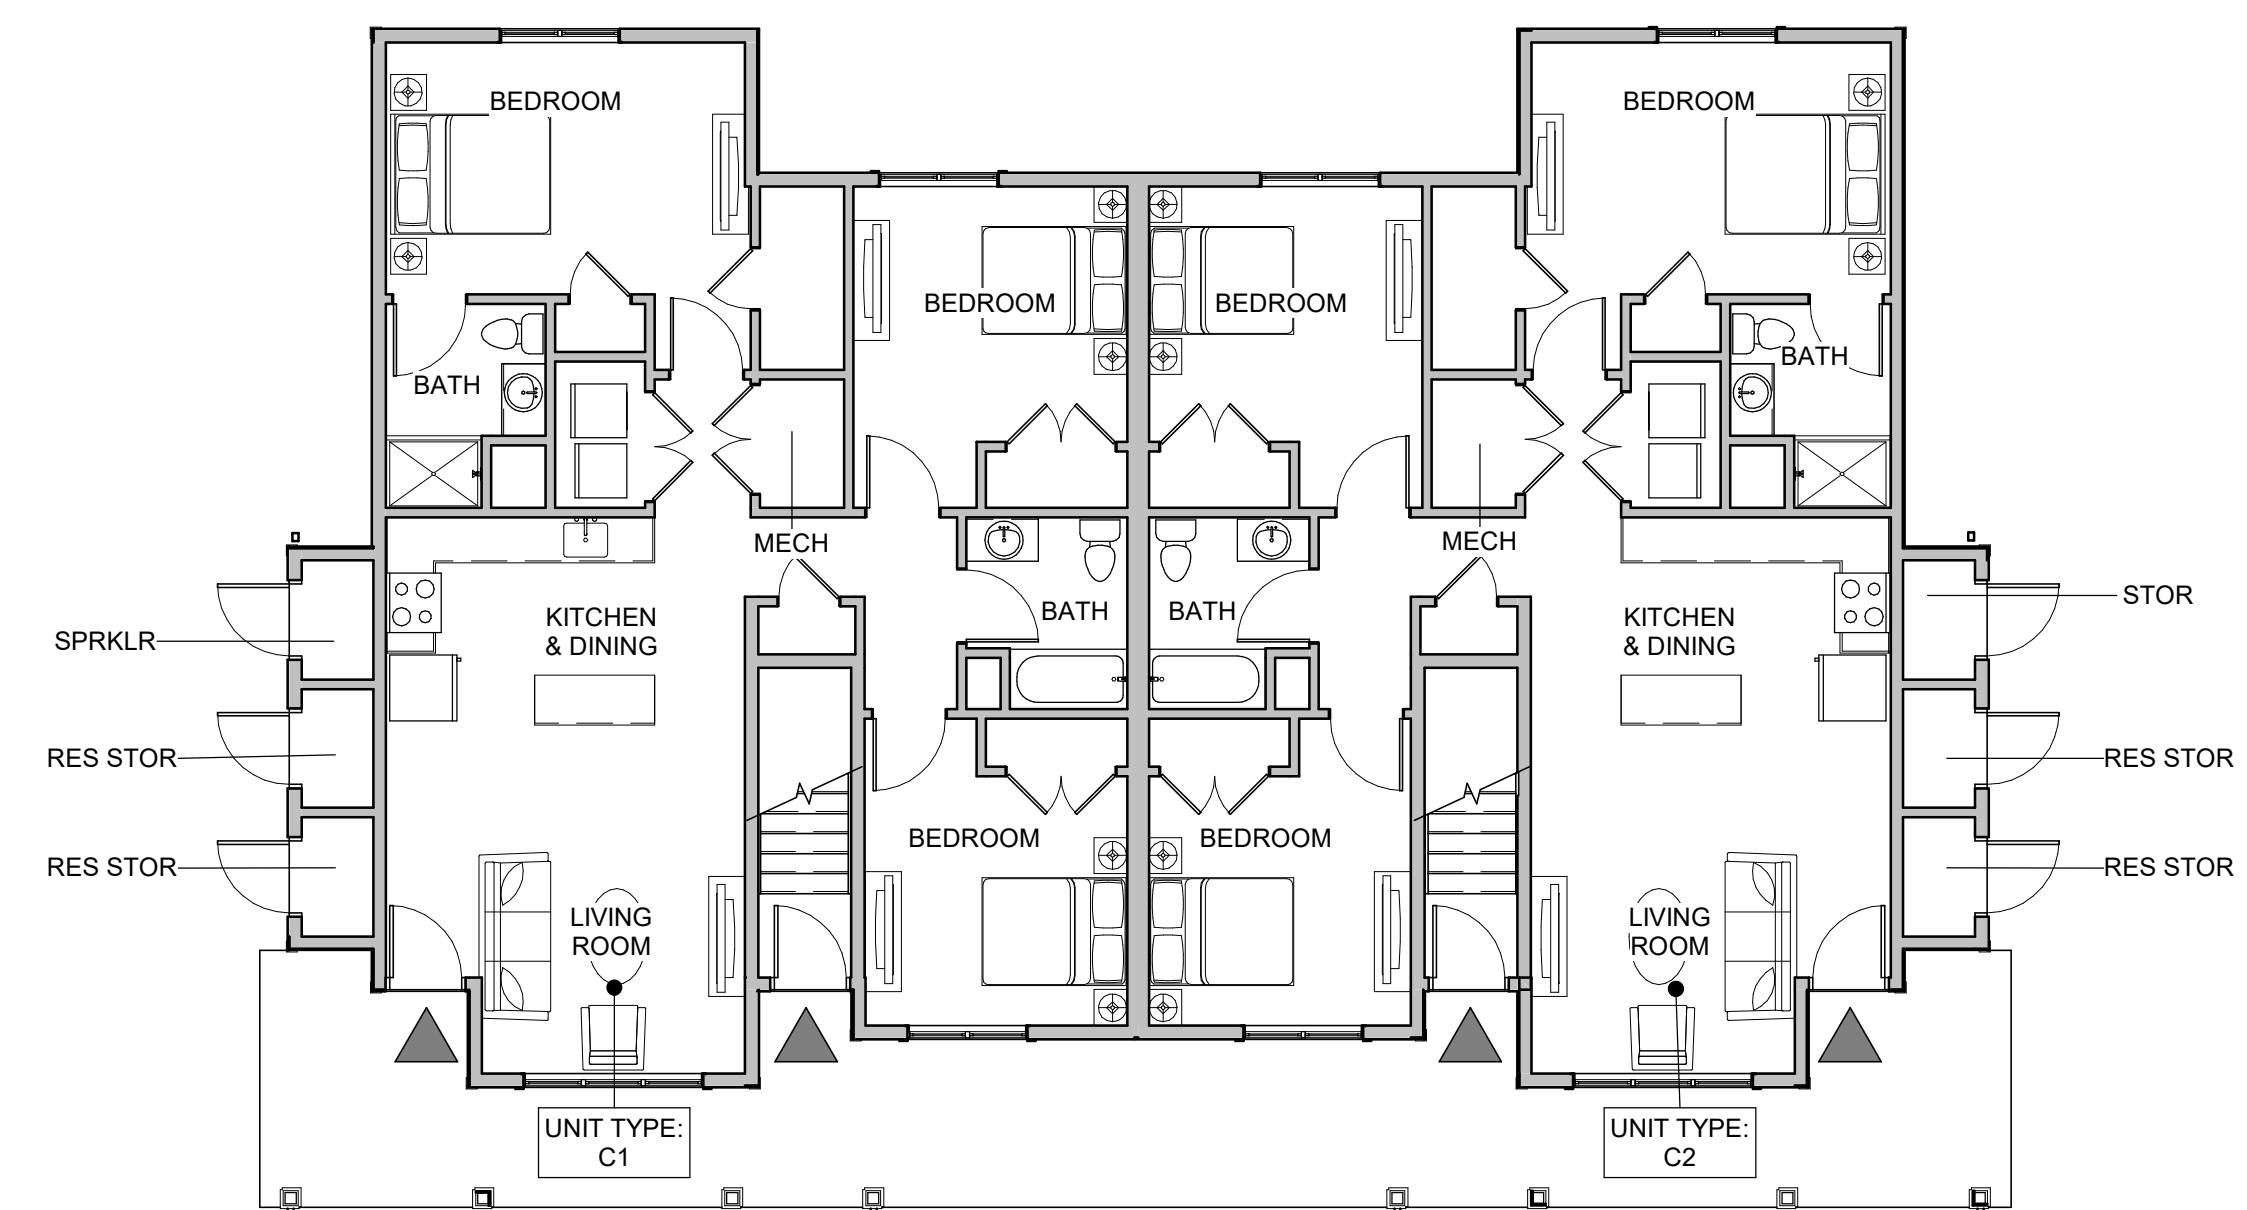 BEDROOM
BEDROOM
BEDROOM
BEDROOM
BATH
BATH
MECH
MECH
STOR
BATH
BATH
KITCHEN
& DINING
KITCHEN
& DINING
SPRKLR
RES STOR
RES STOR
BEDROOM
BEDROOM
RES STOR
RES STOR
LIVING
ROOM
LIVING
ROOM
UNIT TYPE:
C1
UNIT TYPE:
C2